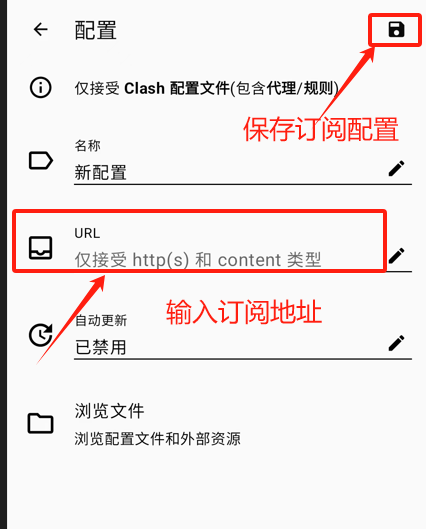 配置
仅接受 Clash 配置文件(包含代理/规则)
保存订阅配置
名称
新配置
URL
仅接受 http(s) 和 content 类型
输入订阅地址
自动更新
已禁用
浏览文件
浏览配置文件和外部资源